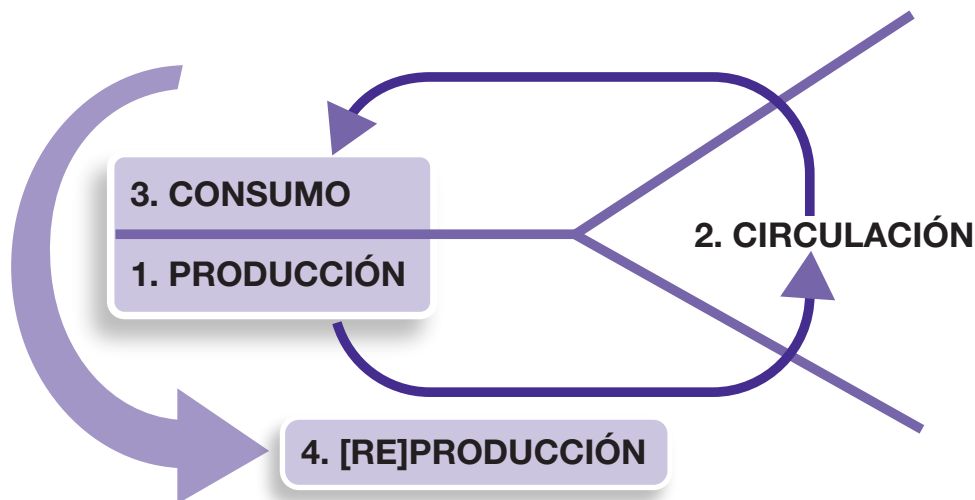 3. CONSUMO
2. CIRCULACIÓN
1. PRODUCCIÓN
4. [RE]PRODUCCIÓN